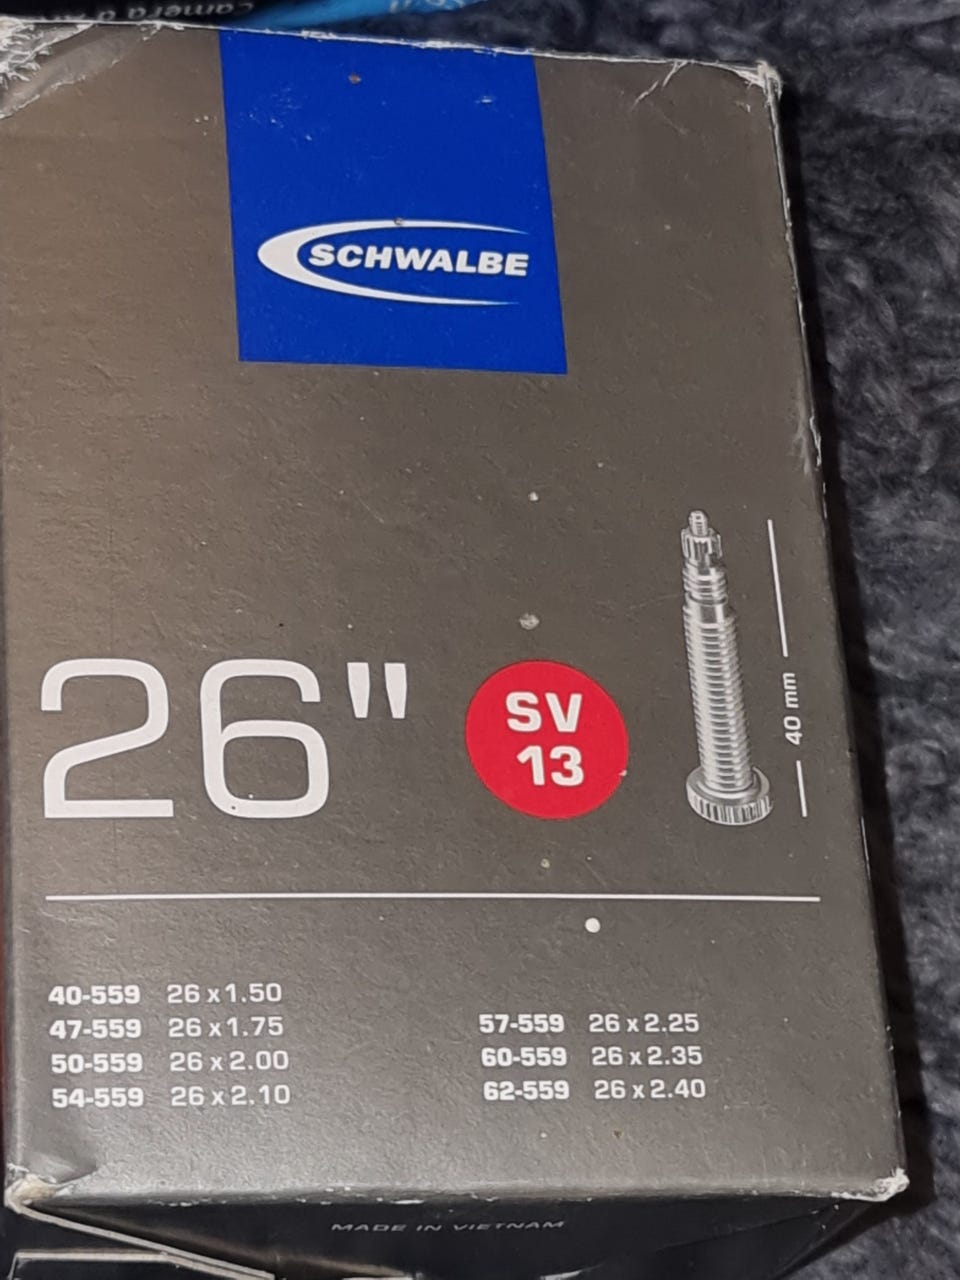 camera d'a
SCHWALBE
26"
SV
13
40 mm
40-559 26 x 1.50
47-559 26 x 1.75
50-559 26 x 2.00
54-559 26 x 2.10
57-559 26 x 2.25
60-559 26 x 2.35
62-559 26 x 2.40
MADE IN VIETNAM